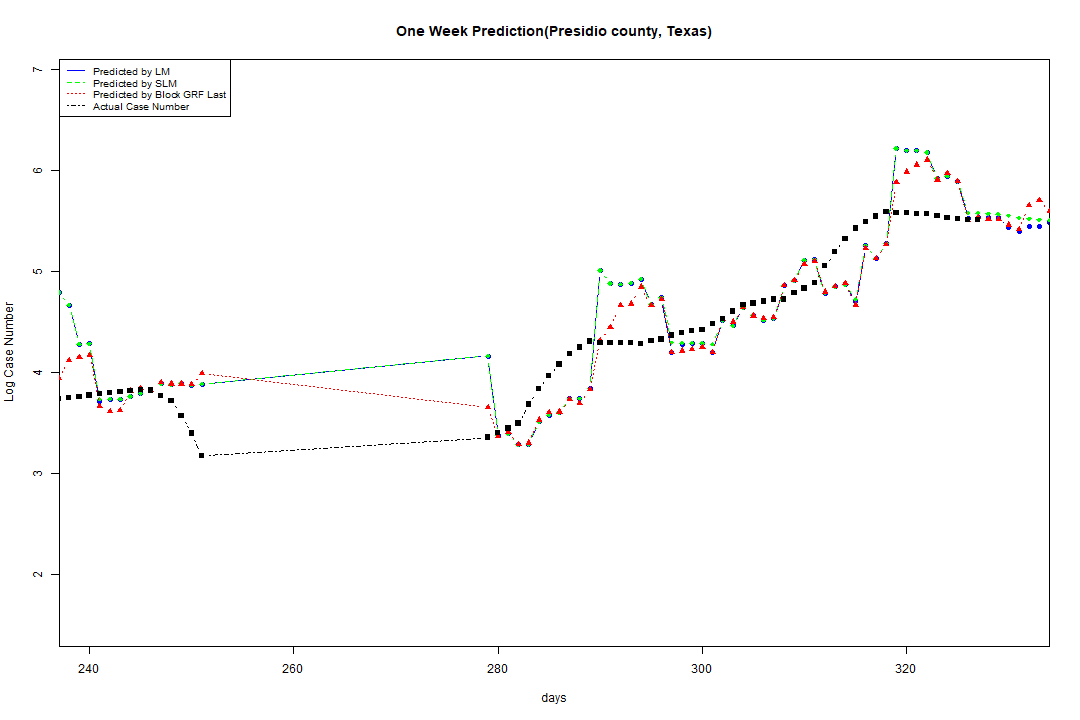 One Week Prediction(Presidio county, Texas)
Predicted by LM
Predicted by SLM
Predicted by Block GRF Last
Actual Case Number
7
6
5
4
3
2
Log Case Number
240 260 280 300 320
days